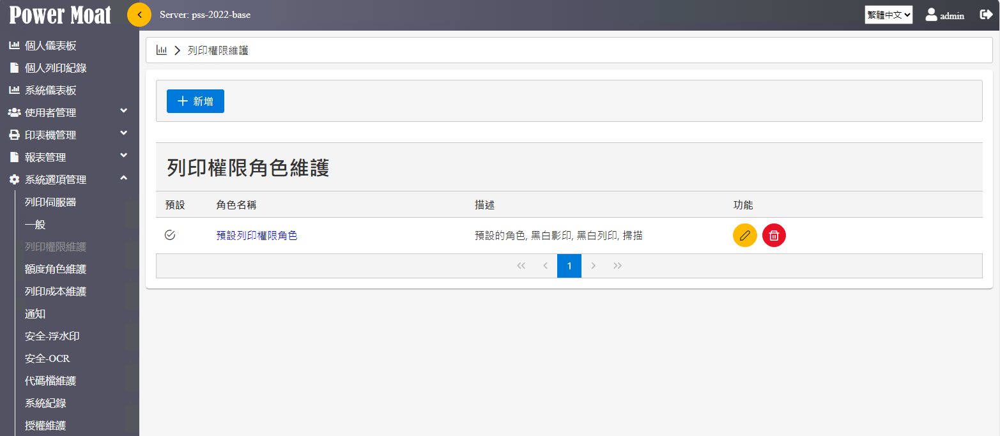 Power Moat
Server: pss-2022-base
繁體中文
admin
個人儀表板
個人列印紀錄
系統儀表板
使用者管理
印表機管理
報表管理
系統選項管理
列印伺服器
一般
列印權限維護
額度角色維護
列印成本維護
通知
安全-浮水印
安全-OCR
代碼檔維護
系統紀錄
授權維護
列印權限維護
新增
列印權限角色維護
預設 角色名稱 描述 功能
預設列印權限角色 預設的角色, 黑白影印, 黑白列印, 掃描
1